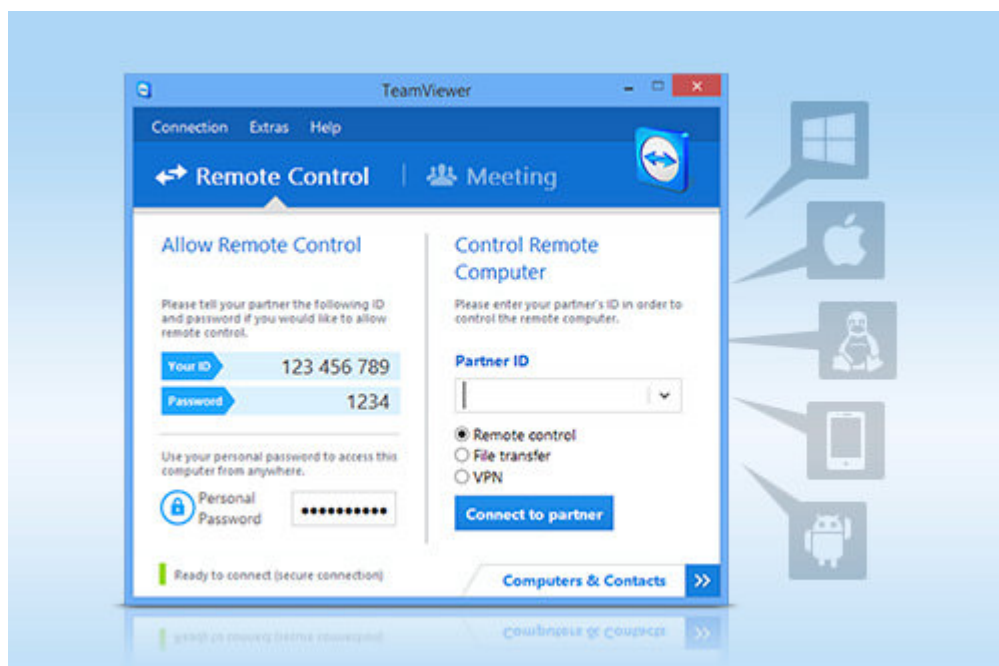 TeamViewer
Connection Extras Help
Remote Control
Meeting
Allow Remote Control
Please tell your partner the following ID
and password if you would like to allow
remote control.
Your ID 123 456 789
Password 1234
Use your personal password to access this
computer from anywhere.
Personal
Password
Ready to connect (secure connection)
Control Remote
Computer
Please enter your partner's ID in order to
control the remote computer.
Partner ID
Remote control
File transfer
VPN
Connect to partner
Computers & Contacts